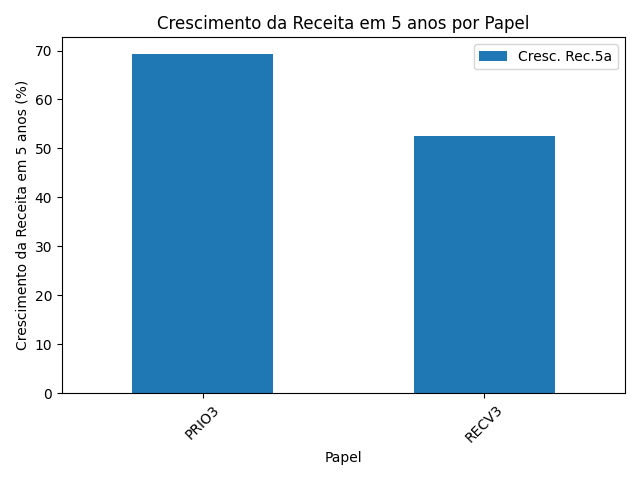 Crescimento da Receita em 5 anos por Papel
Cresc. Rec.5a
Crescimento da Receita em 5 anos (%)
70
60
50
40
30
20
10
0
PRIO3
RECV3
Papel